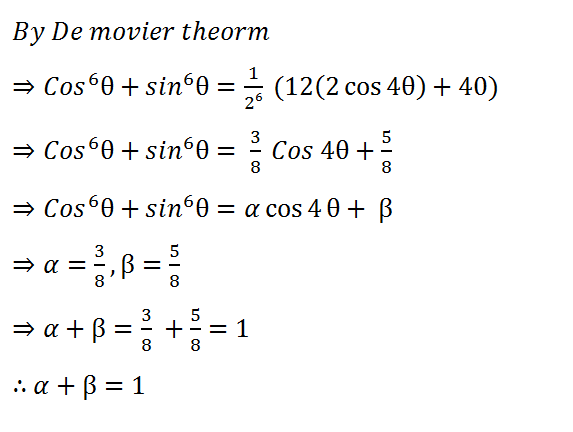 By De movier theorm
⇒ Cos⁶θ + sin⁶θ = 1/2⁶ (12(2 cos 4θ) + 40)
⇒ Cos⁶θ + sin⁶θ = 3/8 Cos 4θ + 5/8
⇒ Cos⁶θ + sin⁶θ = α cos 4 θ + β
⇒ α = 3/8 , β = 5/8
⇒ α + β = 3/8 + 5/8 = 1
∴ α + β = 1